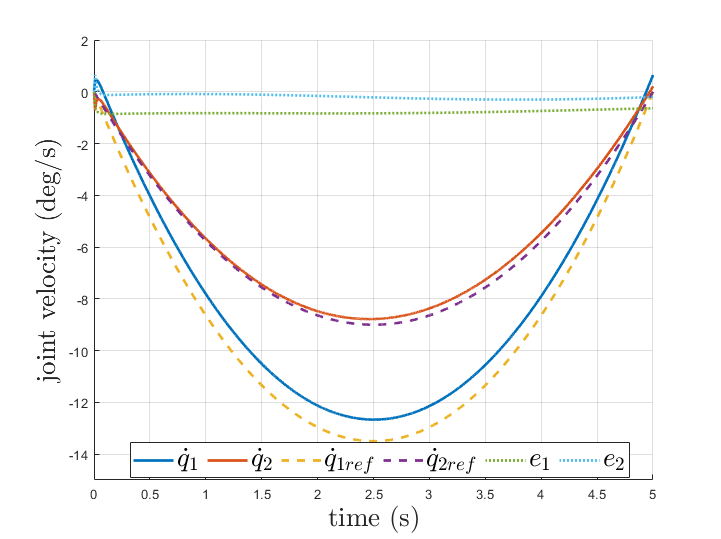 joint velocity (deg/s)
2
0
-2
-4
-6
-8
-10
-12
-14
q̇1 q̇2 q̇1ref q̇2ref e1 e2
0 0.5 1 1.5 2 2.5 3 3.5 4 4.5 5
time (s)